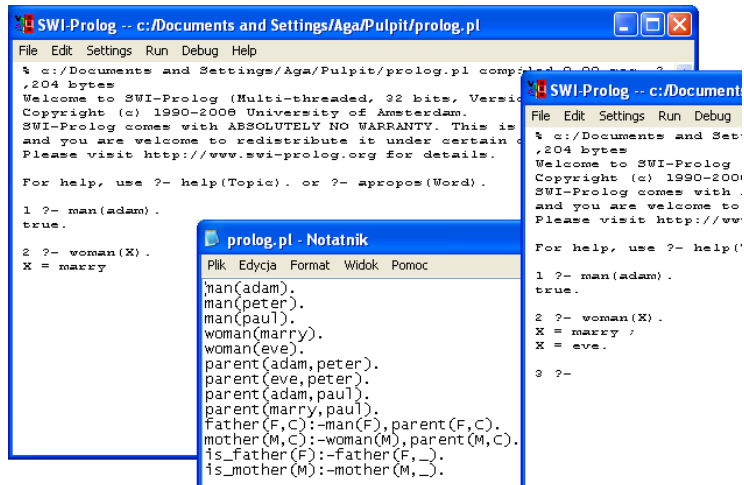 SWI-Prolog -- c:/Documents and Settings/Aga/Pulpit/prolog.pl
File Edit Settings Run Debug Help
% c:/Documents and Settings/Aga/Pulpit/prolog.pl compiled 0.00 sec, 2
,204 bytes
Welcome to SWI-Prolog (Multi-threaded, 32 bits, Versio
Copyright (c) 1990-2008 University of Amsterdam.
SWI-Prolog comes with ABSOLUTELY NO WARRANTY. This is
and you are welcome to redistribute it under certain c
Please visit http://www.swi-prolog.org for details.
For help, use ?- help(Topic). or ?- apropos(Word).
1 ?- man(adam).
true.
2 ?- woman(X).
X = marry
prolog.pl - Notatnik
Plik Edycja Format Widok Pomoc
man(adam).
man(peter).
man(paul).
woman(marry).
woman(eve).
parent(adam,peter).
parent(eve,peter).
parent(adam,paul).
parent(marry,paul).
father(F,C):-man(F),parent(F,C).
mother(M,C):-woman(M),parent(M,C).
is_father(F):-father(F,_).
is_mother(M):-mother(M,_).
SWI-Prolog -- c:/Documents
File Edit Settings Run Debug
% c:/Documents and Set
,204 bytes
Welcome to SWI-Prolog
Copyright (c) 1990-200
SWI-Prolog comes with
and you are welcome to
Please visit http://ww
For help, use ?- help(
1 ?- man(adam).
true.
2 ?- woman(X).
X = marry ;
X = eve.
3 ?-